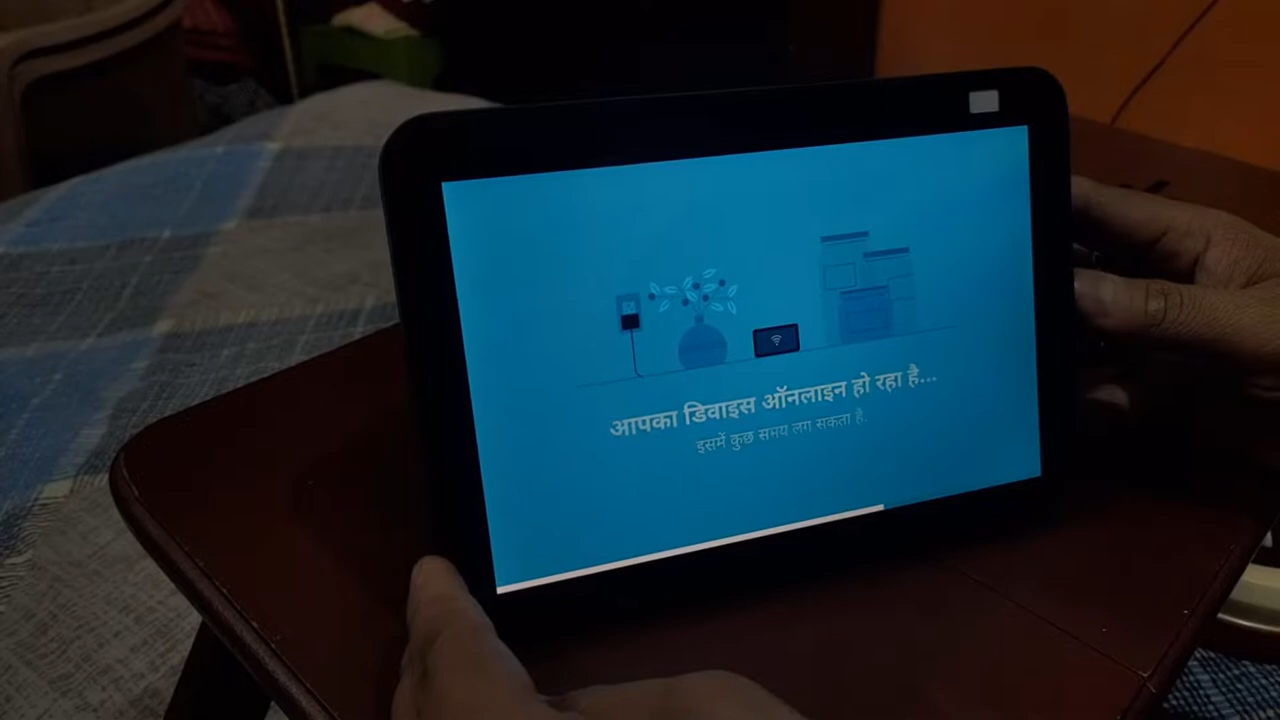 आपका डिवाइस ऑनलाइन हो रहा है...
इसमें कुछ समय लग सकता है.